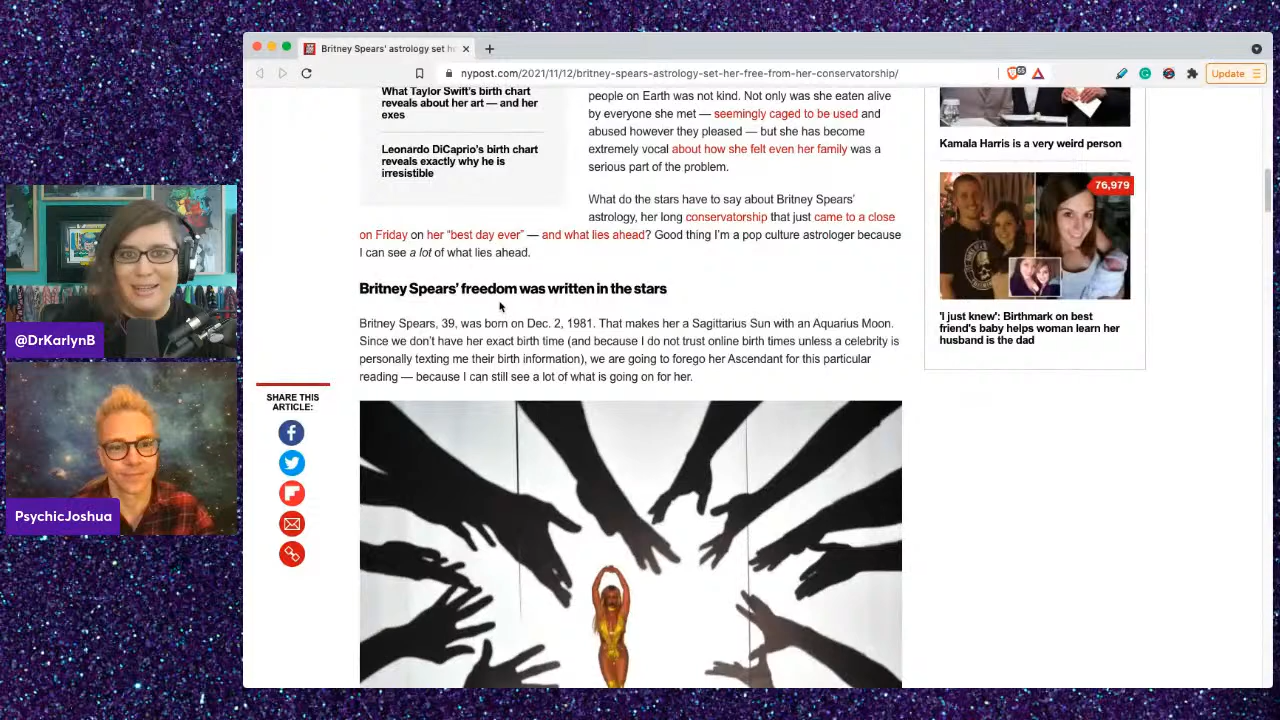 Britney Spears' astrology set he
nypost.com/2021/11/12/britney-spears-astrology-set-her-free-from-her-conservatorship/
Update
What Taylor Swift's birth chart
reveals about her art — and her
exes
Leonardo DiCaprio's birth chart
reveals exactly why he is
irresistible
people on Earth was not kind. Not only was she eaten alive
by everyone she met — seemingly caged to be used and
abused however they pleased — but she has become
extremely vocal about how she felt even her family was a
serious part of the problem.
What do the stars have to say about Britney Spears'
astrology, her long conservatorship that just came to a close
on Friday on her "best day ever" — and what lies ahead? Good thing I'm a pop culture astrologer because
I can see a lot of what lies ahead.
Britney Spears' freedom was written in the stars
Britney Spears, 39, was born on Dec. 2, 1981. That makes her a Sagittarius Sun with an Aquarius Moon.
Since we don't have her exact birth time (and because I do not trust online birth times unless a celebrity is
personally texting me their birth information), we are going to forego her Ascendant for this particular
reading — because I can still see a lot of what is going on for her.
SHARE THIS
ARTICLE:
Kamala Harris is a very weird person
76,979
'I just knew': Birthmark on best
friend's baby helps woman learn her
husband is the dad
@DrKarlynB
PsychicJoshua